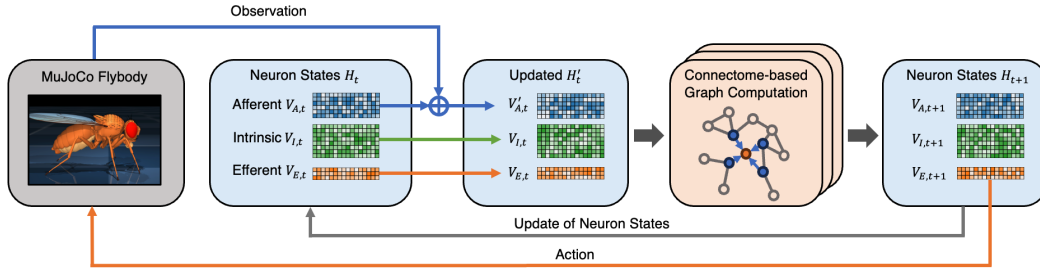 Observation
MuJoCo Flybody
Neuron States H_t
Afferent V_{A,t}
Intrinsic V_{I,t}
Efferent V_{E,t}
Updated H'_t
V'_{A,t}
V_{I,t}
V_{E,t}
Connectome-based
Graph Computation
Neuron States H_{t+1}
V_{A,t+1}
V_{I,t+1}
V_{E,t+1}
Update of Neuron States
Action